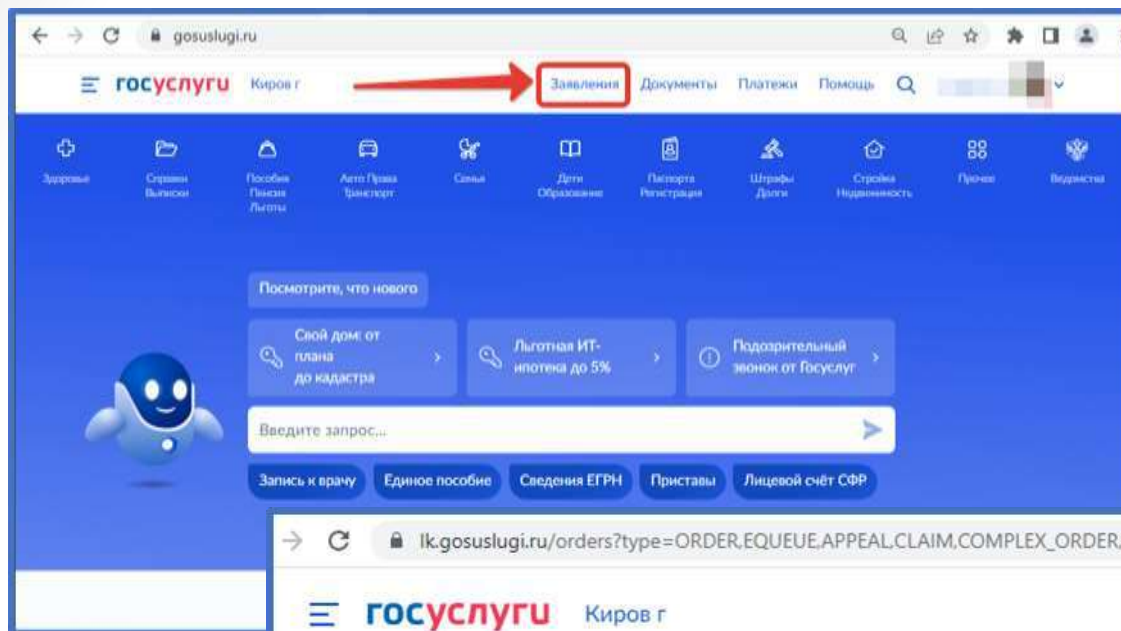 gosuslugi.ru
госуслуги Киров г Заявления Документы Платежи Помощь
Здоровье
Справки
Выписки
Пособия
Пенсия
Льготы
Авто Права
Транспорт
Семья
Дети
Образование
Паспорта
Регистрация
Штрафы
Долги
Стройка
Недвижимость
Прочее
Ведомства
Посмотрите, что нового
Свой дом: от
плана
до кадастра
Льготная ИТ-
ипотека до 5%
Подозрительный
звонок от Госуслуг
Введите запрос...
Запись к врачу Единое пособие Сведения ЕГРН Приставы Лицевой счёт СФР
lk.gosuslugi.ru/orders?type=ORDER,EQUEUE,APPEAL,CLAIM,COMPLEX_ORDER,
госуслуги Киров г